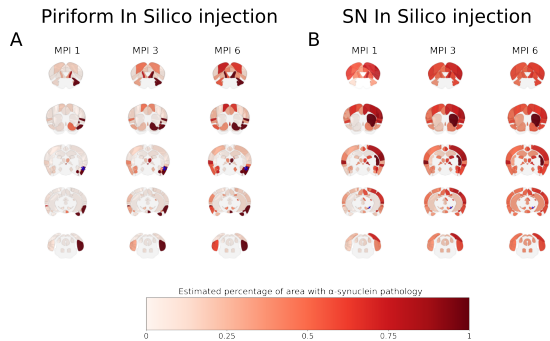 Piriform In Silico injection
SN In Silico injection
A
B
MPI 1
MPI 3
MPI 6
MPI 1
MPI 3
MPI 6
Estimated percentage of area with α-synuclein pathology
0
0.25
0.5
0.75
1